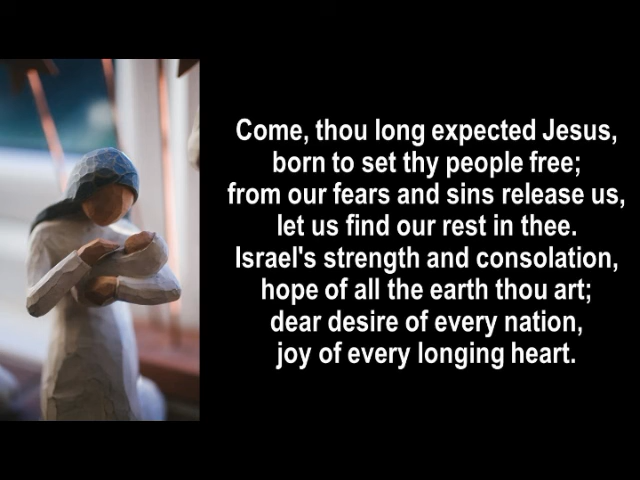 Come, thou long expected Jesus,
born to set thy people free;
from our fears and sins release us,
let us find our rest in thee.
Israel's strength and consolation,
hope of all the earth thou art;
dear desire of every nation,
joy of every longing heart.